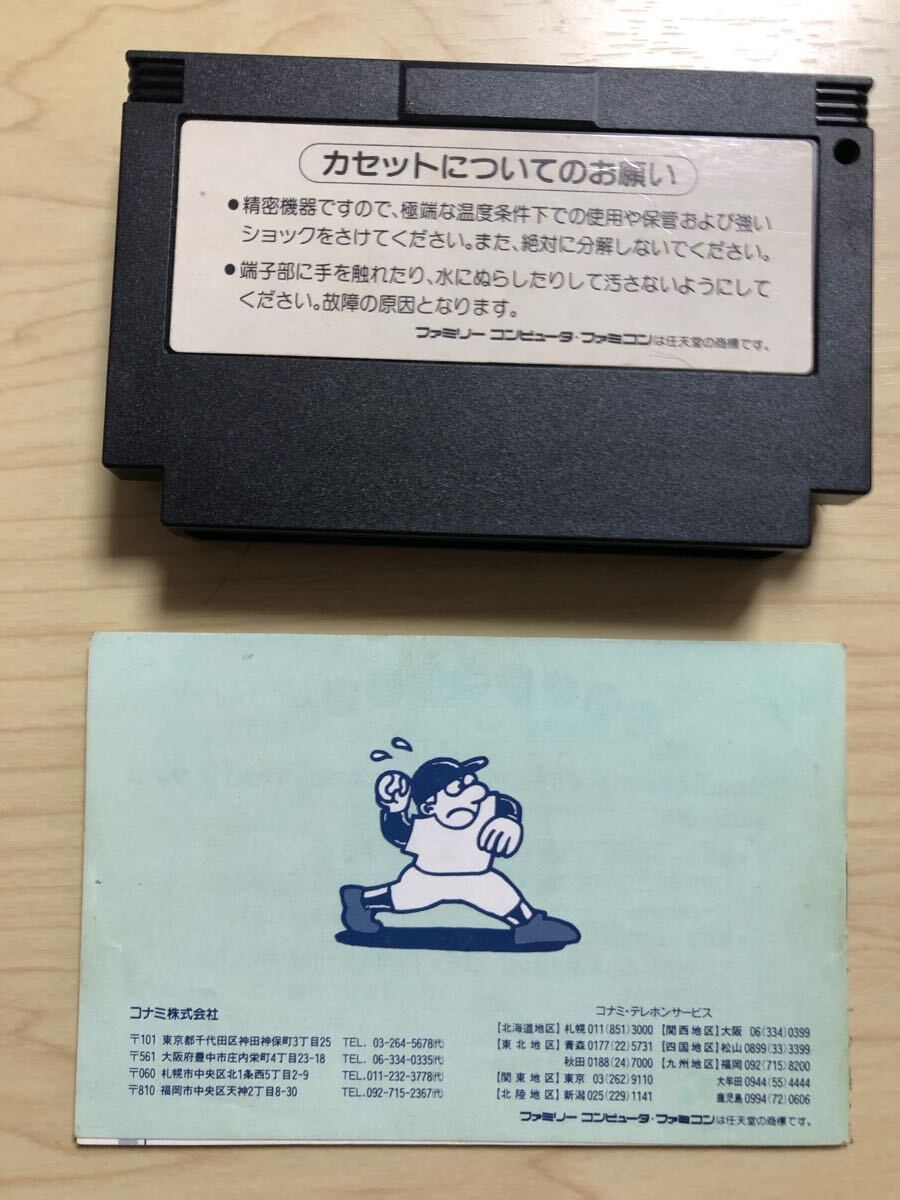 カセットについてのお願い
●精密機器ですので、極端な温度条件下での使用や保管および強い
ショックをさけてください。また、絶対に分解しないでください。
●端子部に手を触れたり、水にぬらしたりして汚さないようにして
ください。故障の原因となります。
ファミリー コンピュータ・ファミコンは任天堂の商標です。
コナミ株式会社
〒101 東京都千代田区神田神保町3丁目25 TEL. 03-264-5678㈹
〒561 大阪府豊中市庄内栄町4丁目23-18 TEL. 06-334-0335㈹
〒060 札幌市中央区北1条西5丁目2-9 TEL.011-232-3778㈹
〒810 福岡市中央区天神2丁目8-30 TEL.092-715-2367㈹
コナミ・テレホンサービス
【北海道地区】札幌 011(851)3000 【関西地区】大阪 06(334)0399
【東北地区】青森 0177(22)5731 【四国地区】松山 0899(33)3399
秋田 0188(24)7000 【九州地区】福岡 092(715)8200
【関東地区】東京 03(262)9110 大牟田 0944(55)4444
【北陸地区】新潟 025(229)1141 鹿児島 0994(72)0606
ファミリー コンピュータ・ファミコンは任天堂の商標です。